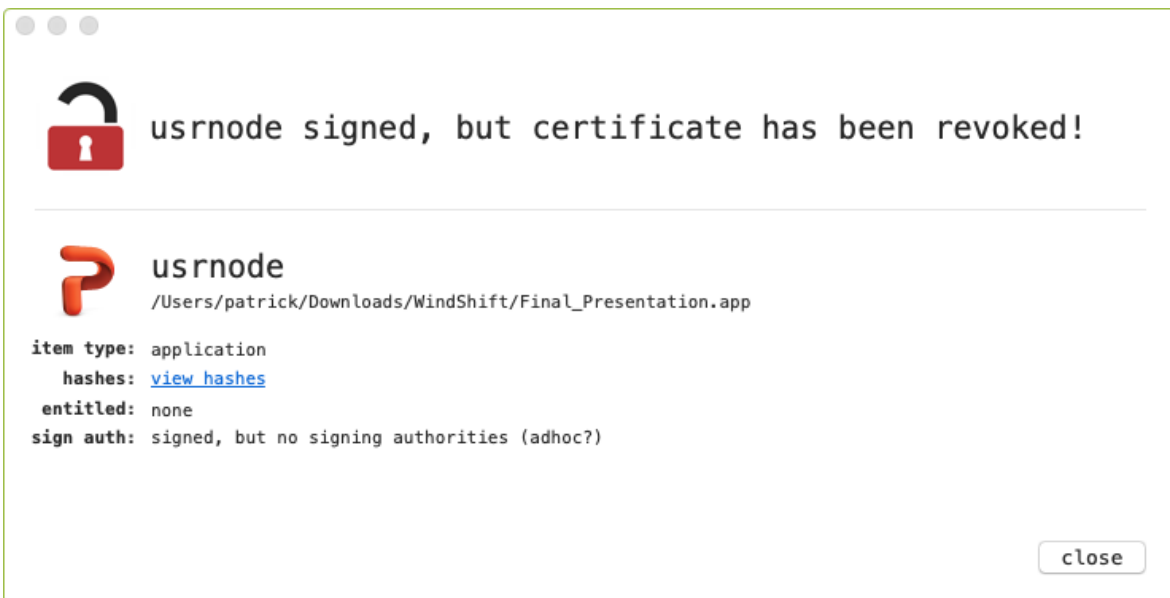 usrnode signed, but certificate has been revoked!
usrnode
/Users/patrick/Downloads/WindShift/Final_Presentation.app
item type: application
hashes: view hashes
entitled: none
sign auth: signed, but no signing authorities (adhoc?)
close